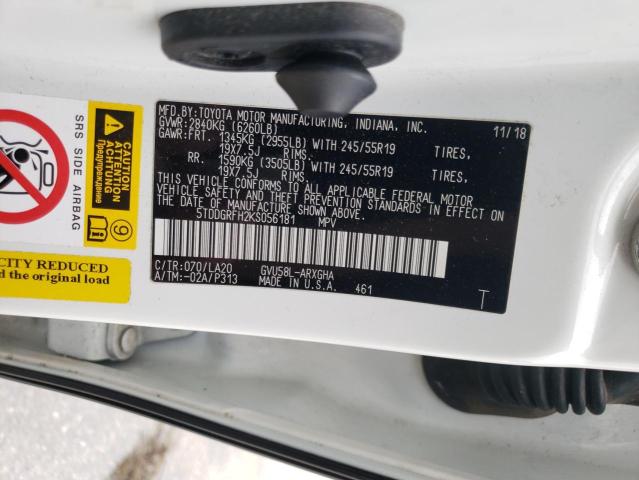 SRS SIDE AIRBAG
CAUTION
ATTENTION
ACHTUNG
Предупреждение
CITY REDUCED
d the original load
MFD.BY:TOYOTA MOTOR MANUFACTURING, INDIANA, INC. 11/18
GVWR:2840KG (6260LB)
GAWR:FRT. 1345KG (2955LB) WITH 245/55R19 TIRES,
19X7.5J RIMS.
RR. 1590KG (3505LB) WITH 245/55R19 TIRES,
19X7.5J RIMS.
THIS VEHICLE CONFORMS TO ALL APPLICABLE FEDERAL MOTOR
VEHICLE SAFETY AND THEFT PREVENTION STANDARDS IN EFFECT
ON THE DATE OF MANUFACTURE SHOWN ABOVE.
5TDDGRFH2KS056181 MPV
C/TR:070/LA20 GVU58L-ARXGHA
A/TM:-02A/P313 MADE IN U.S.A. 461 T